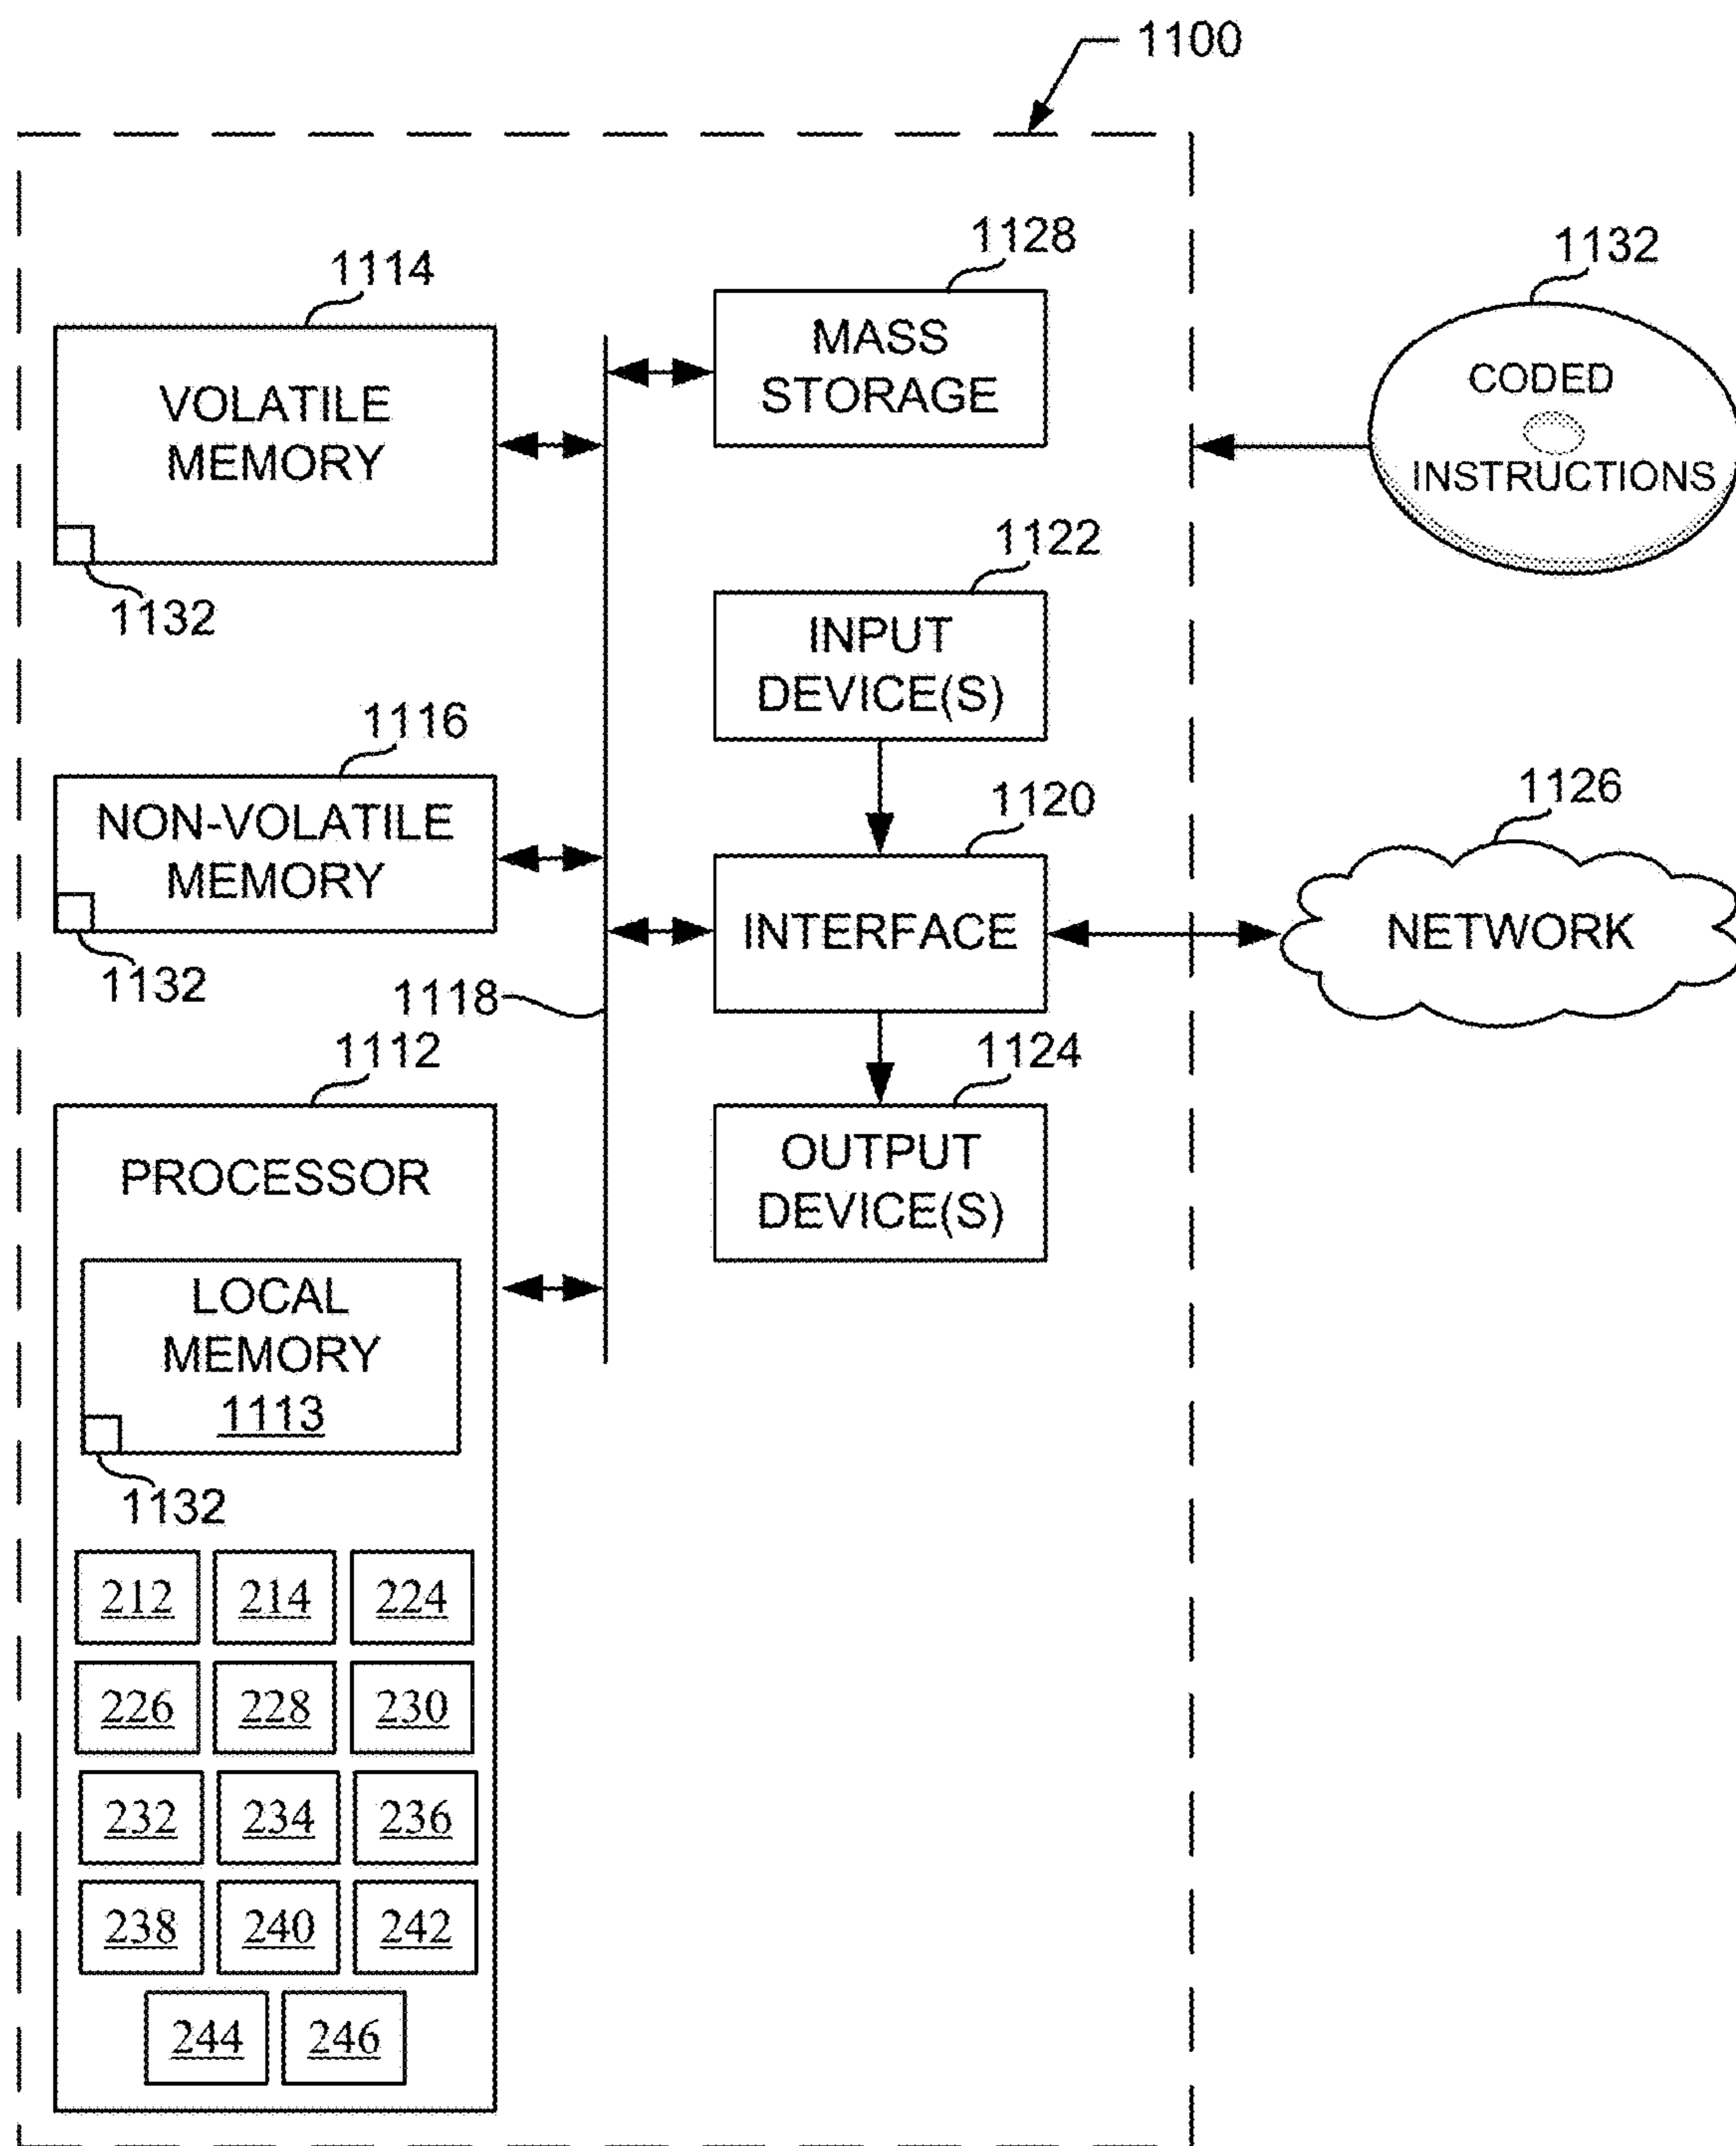 1100
1114
VOLATILE
MEMORY
1132
1128
MASS
STORAGE
1132
CODED
INSTRUCTIONS
1122
INPUT
DEVICE(S)
1116
NON-VOLATILE
MEMORY
1132
1118
1120
INTERFACE
1126
NETWORK
1124
OUTPUT
DEVICE(S)
1112
PROCESSOR
LOCAL
MEMORY
1113
1132
212 214 224
226 228 230
232 234 236
238 240 242
244 246